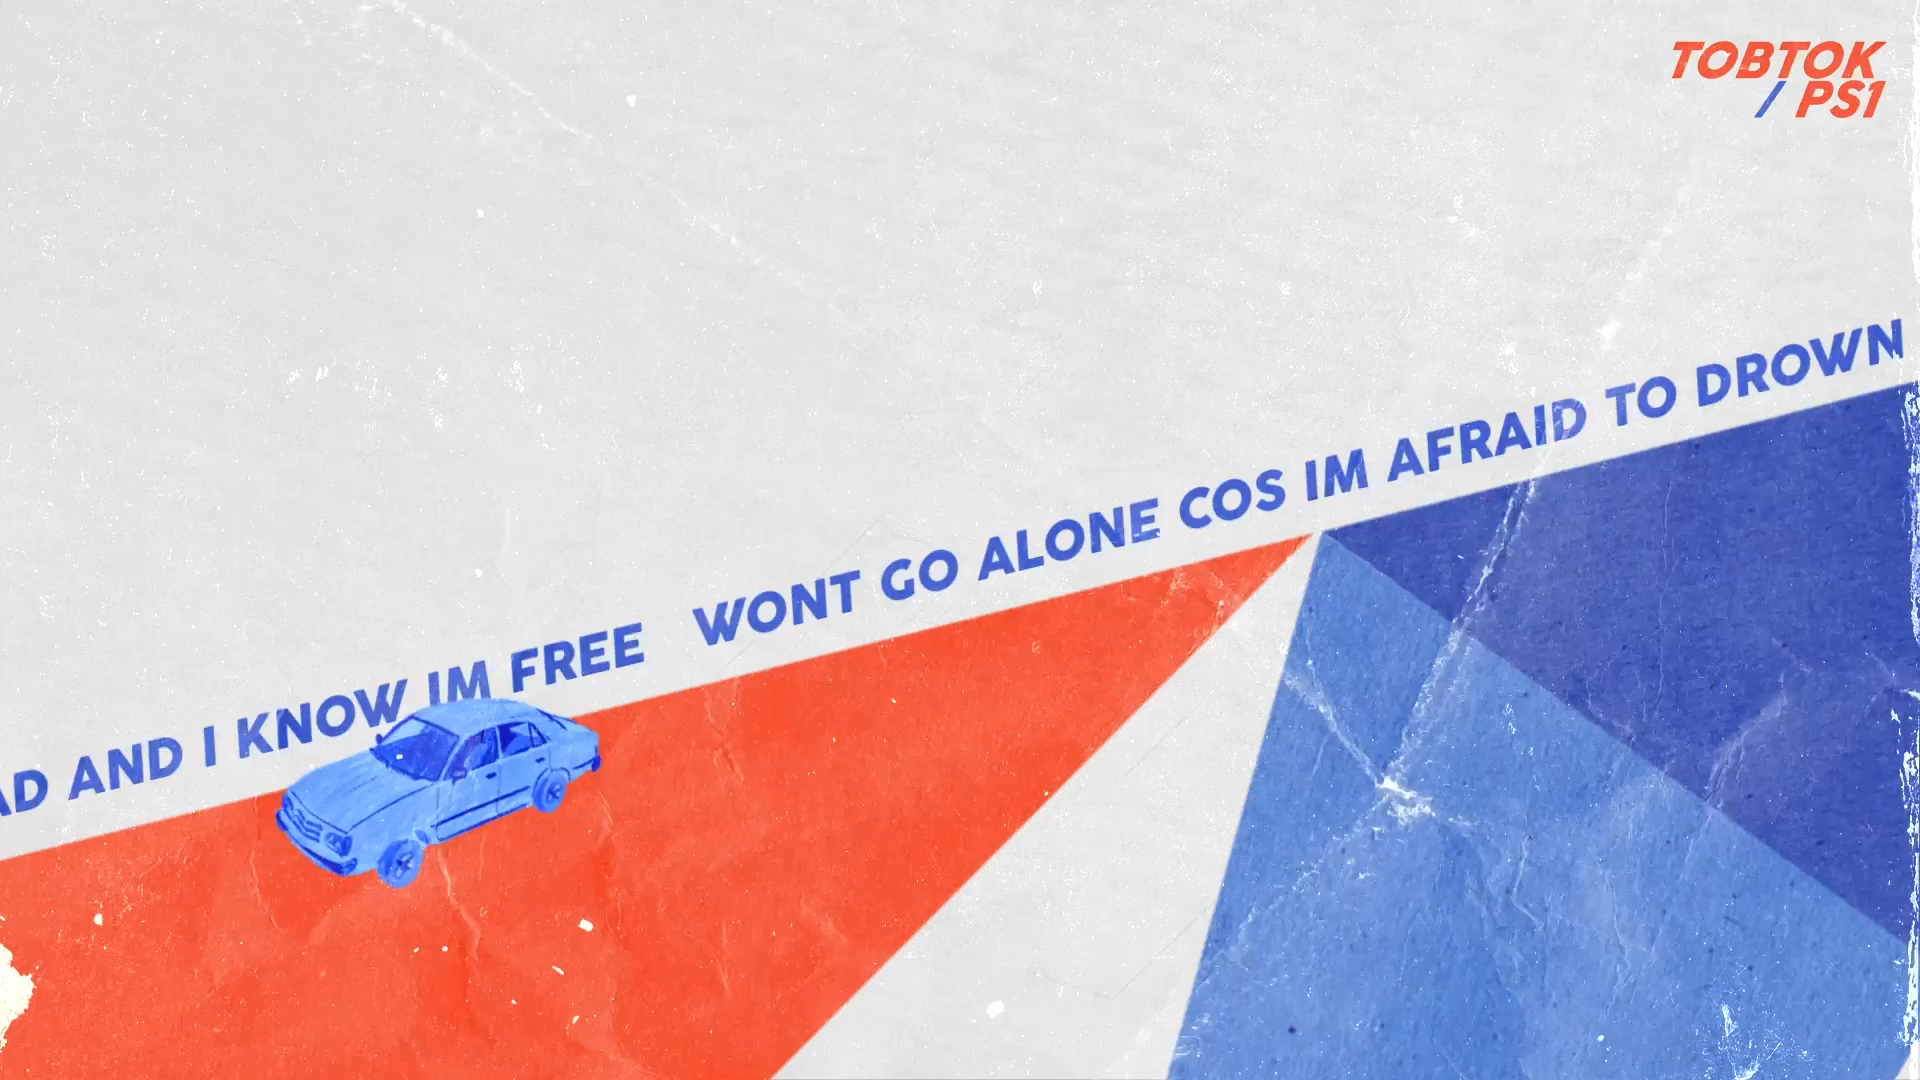 TOBTOK
/ PS1
AND I KNOW IM FREE WONT GO ALONE COS IM AFRAID TO DROWN